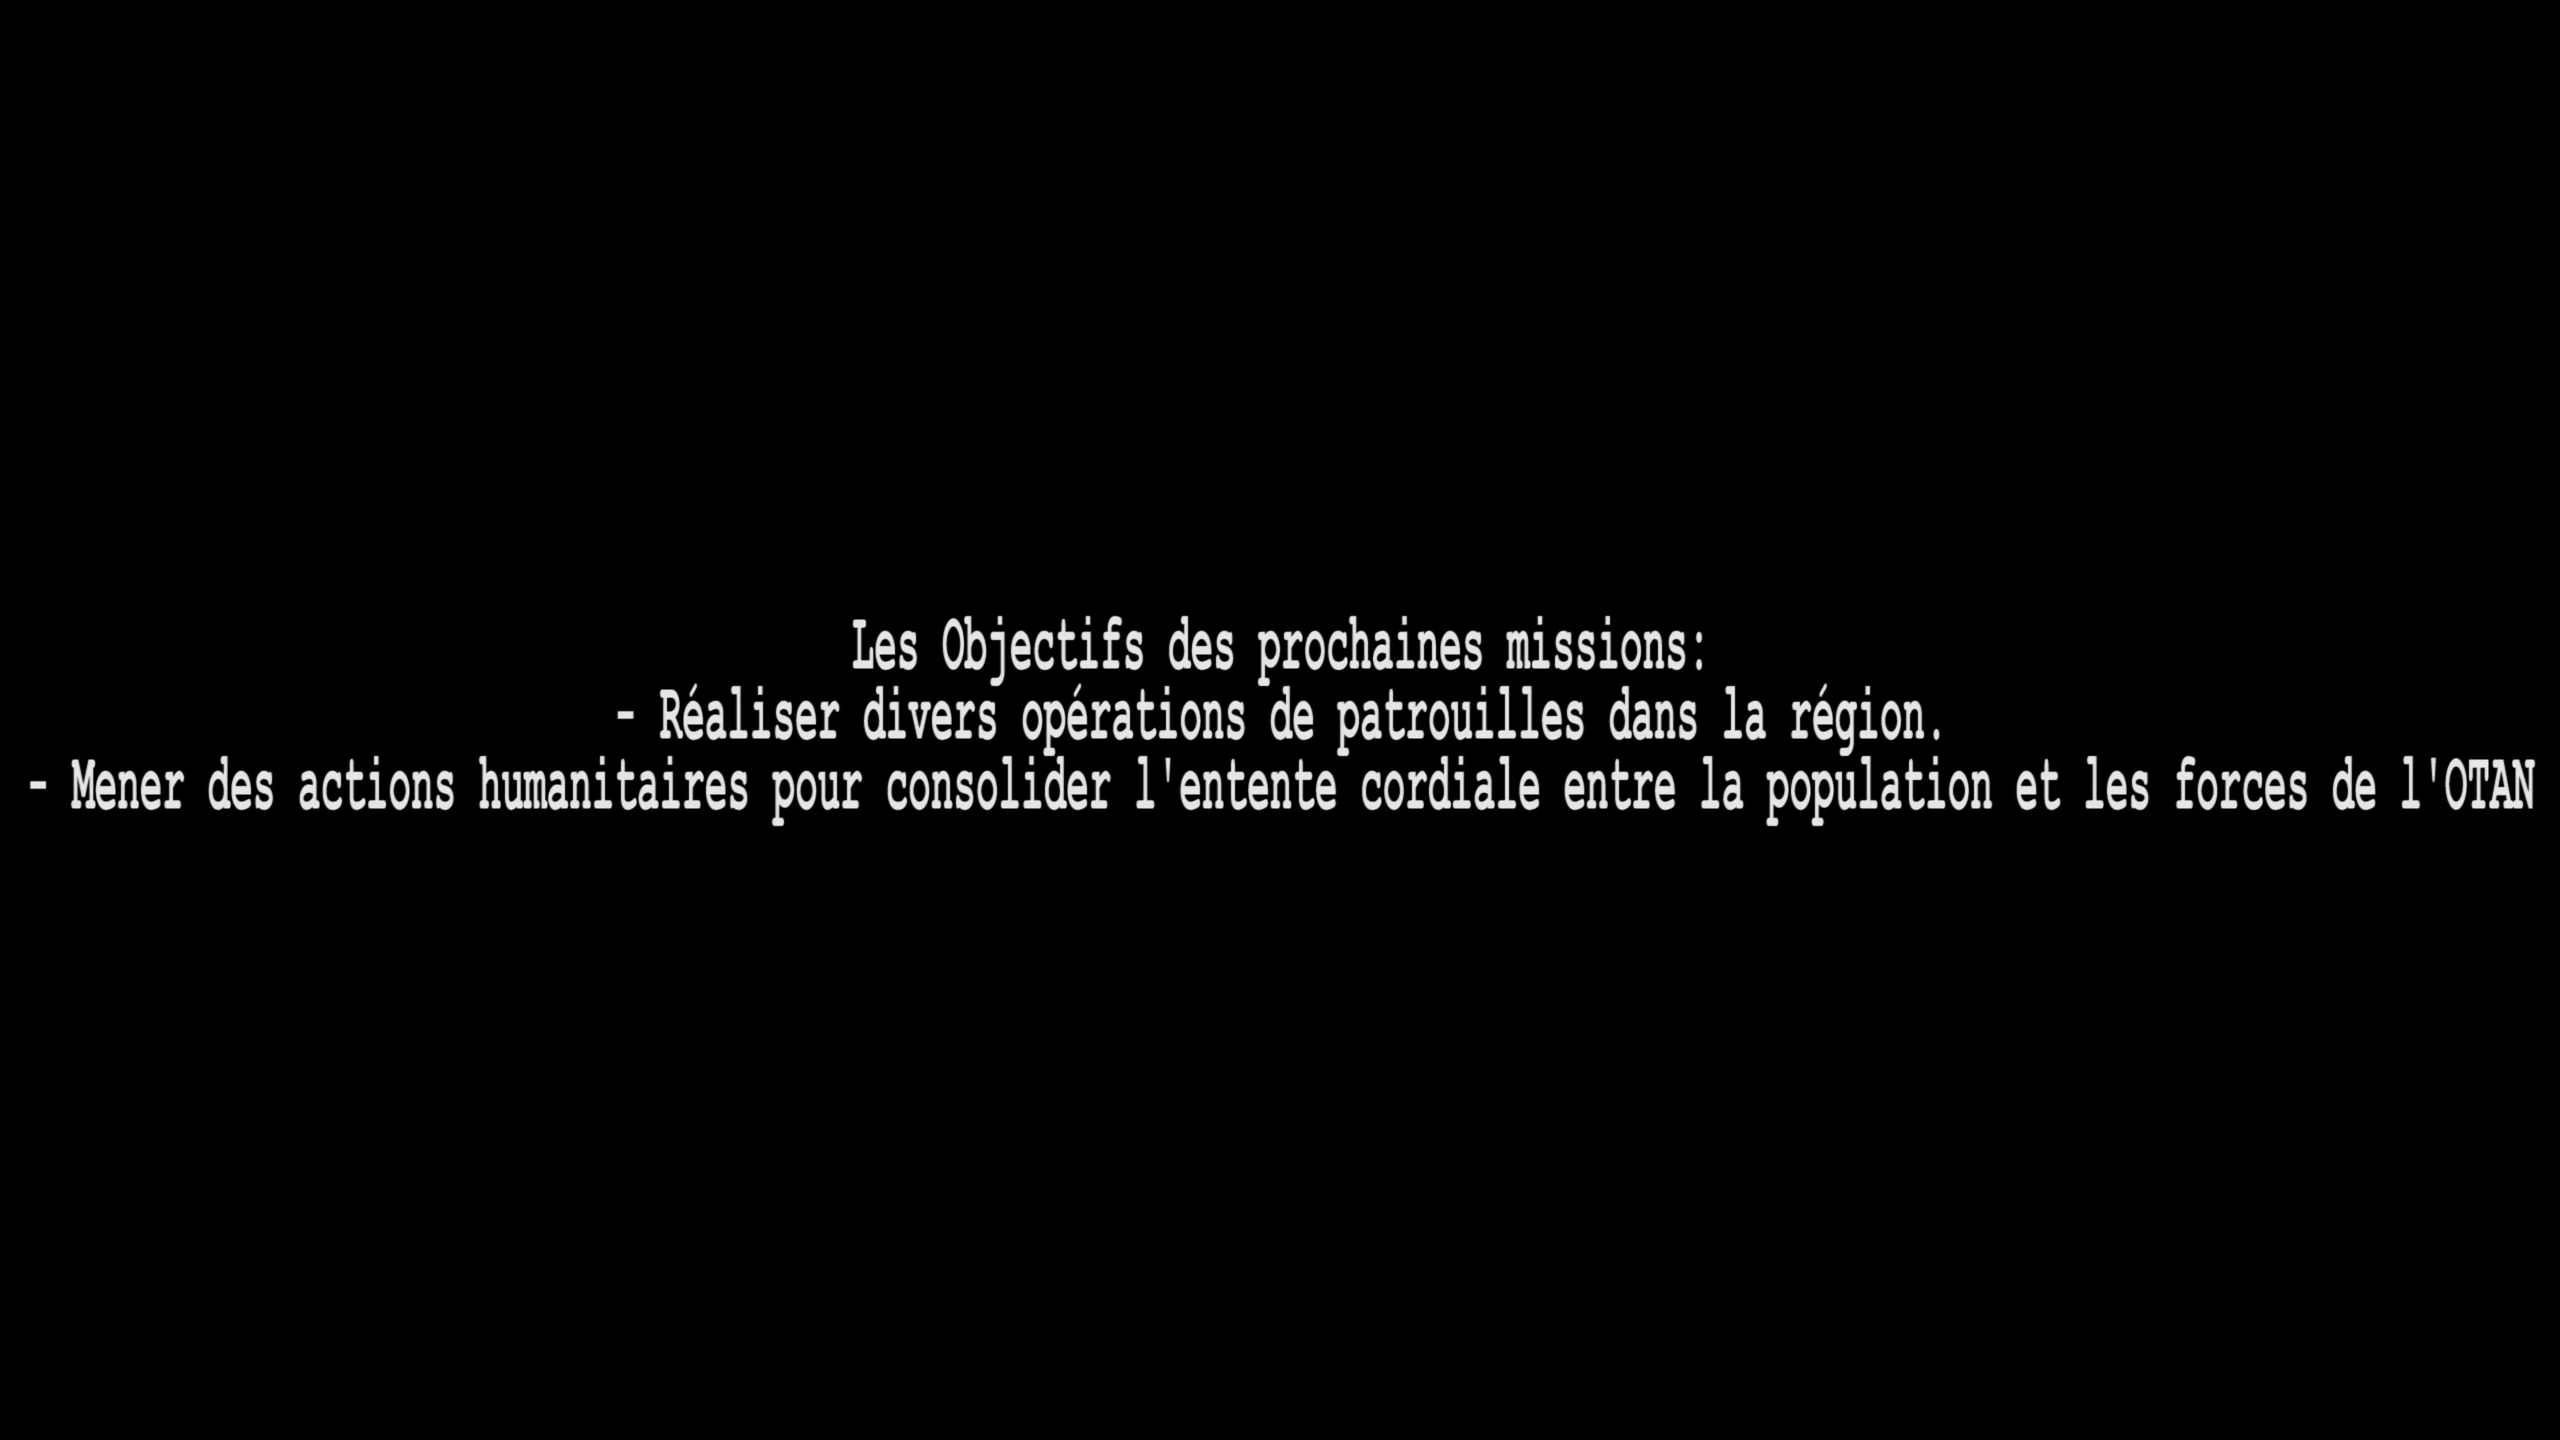 Les Objectifs des prochaines missions:
- Réaliser divers opérations de patrouilles dans la région.
- Mener des actions humanitaires pour consolider l'entente cordiale entre la population et les forces de l'OTAN